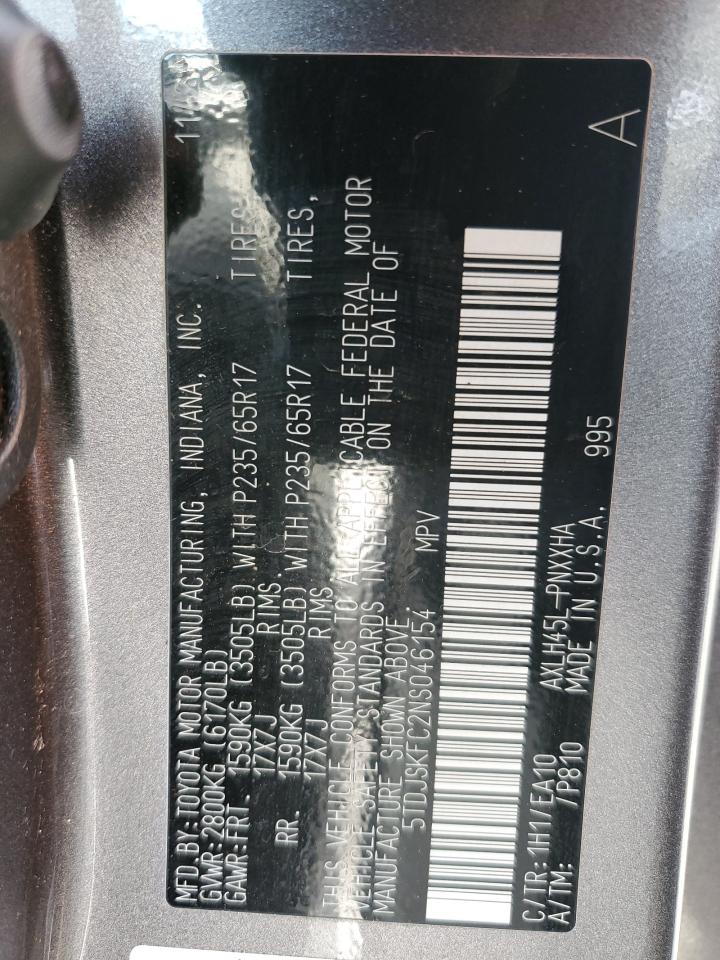 MFD.BY:TOYOTA MOTOR MANUFACTURING, INDIANA, INC.
GVWR:2800KG (6170LB)
GAWR:FRT. 1590KG (3505LB) WITH P235/65R17 TIRES,
17X7J RIMS.
RR. 1590KG (3505LB) WITH P235/65R17 TIRES,
17X7J RIMS
THIS VEHICLE CONFORMS TO ALL APPLICABLE FEDERAL MOTOR
VEHICLE SAFETY STANDARDS IN EFFECT ON THE DATE OF
MANUFACTURE SHOWN ABOVE.
5TDJSKFC2NS046154 MPV
A
C/TR:1H1/EA10 AXLH45L-PNXXHA 995
A/TM: /P810 MADE IN U.S.A.